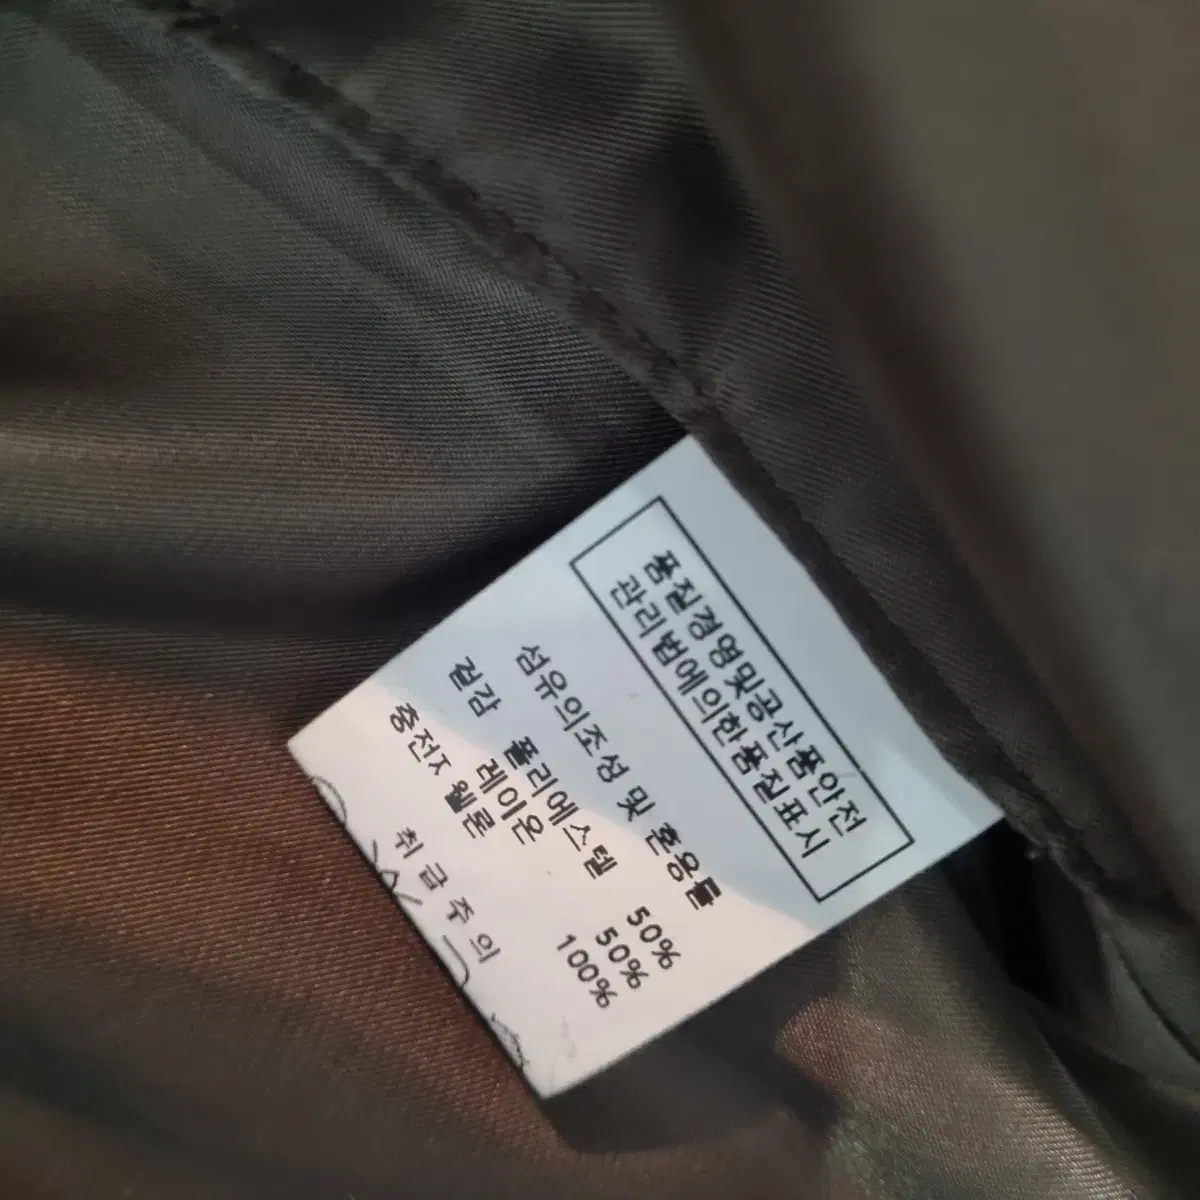 품질경영및공산품안전
관리법에의한품질표시
섬유의조성 및 혼용률
겉감 폴리에스텔 50%
레이온 50%
충전재 웰론 100%
취급주의